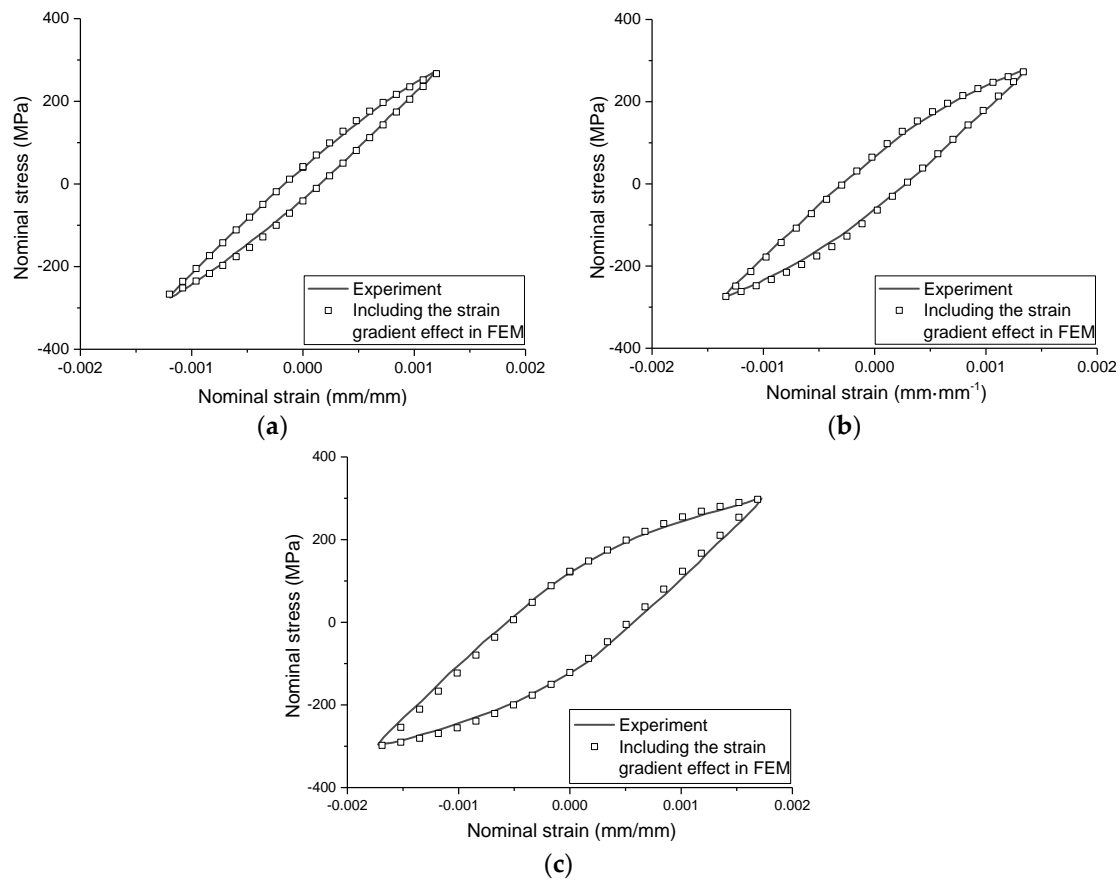 400
200
0
-200
-400
Nominal stress (MPa)
-0.002 -0.001 0.000 0.001 0.002
Nominal strain (mm/mm)
Experiment
Including the strain
gradient effect in FEM
(a)
400
200
0
-200
-400
Nominal stress (MPa)
-0.002 -0.001 0.000 0.001 0.002
Nominal strain (mm·mm⁻¹)
Experiment
Including the strain
gradient effect in FEM
(b)
400
200
0
-200
-400
Nominal stress (MPa)
-0.002 -0.001 0.000 0.001 0.002
Nominal strain (mm/mm)
Experiment
Including the strain
gradient effect in FEM
(c)